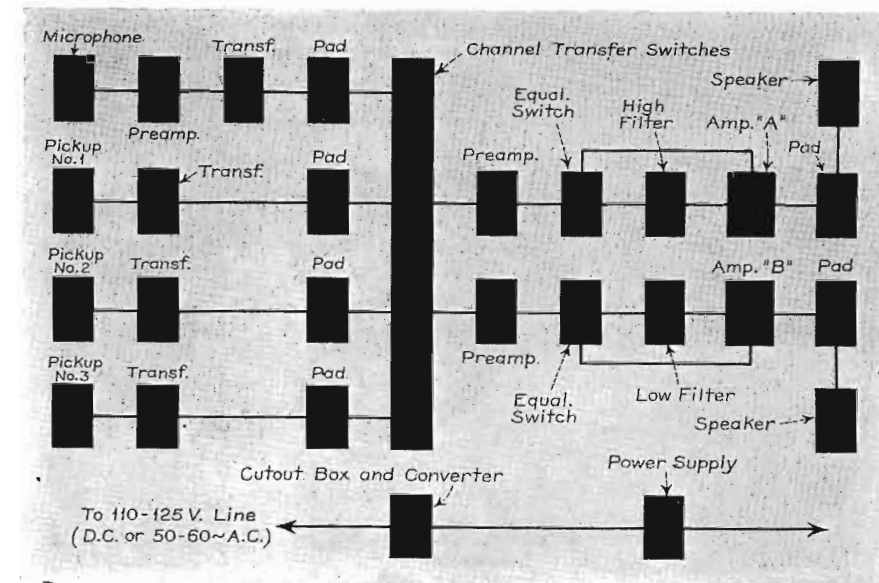 Microphone
Transf.
Pad
Channel Transfer Switches
Speaker
Equal.
Switch
High
Filter
Amp. "A"
Preamp.
Pickup
No.1
Transf.
Pad
Preamp.
Pad
Pickup
No.2
Transf.
Pad
Amp. "B"
Pad
Pickup
No.3
Transf.
Pad
Preamp.
Equal.
Switch
Low Filter
Speaker
Cutout Box and Converter
Power Supply
To 110-125 V. Line
(D.C. or 50-60~A.C.)